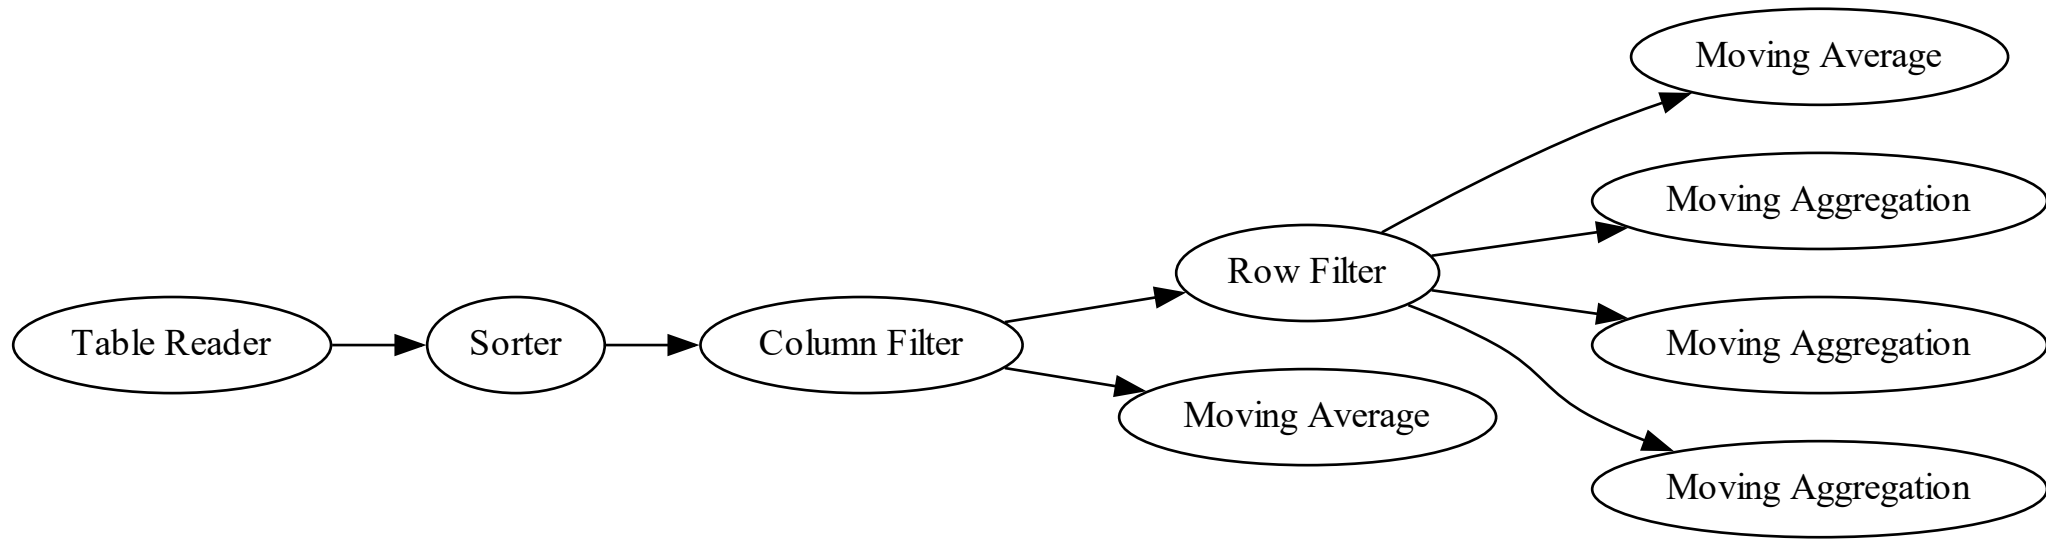 Table Reader
Sorter
Column Filter
Row Filter
Moving Average
Moving Average
Moving Aggregation
Moving Aggregation
Moving Aggregation